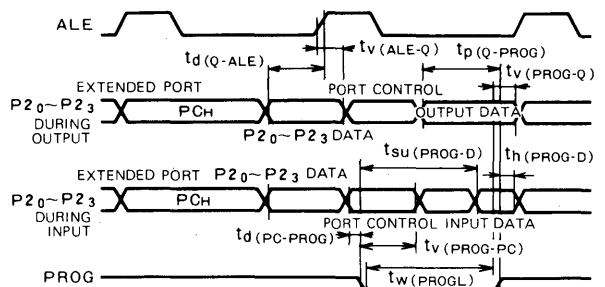 ALE
td(Q-ALE) tv(ALE-Q) tp(Q-PROG)
tv(PROG-Q)
EXTENDED PORT PORT CONTROL
P20~P23 PCH OUTPUT DATA
DURING
OUTPUT
P20~P23 DATA
tsu(PROG-D) th(PROG-D)
EXTENDED PORT P20~P23 DATA
P20~P23 PCH
DURING
INPUT
PORT CONTROL INPUT DATA
td(PC-PROG) tv(PROG-PC)
PROG tw(PROGL)